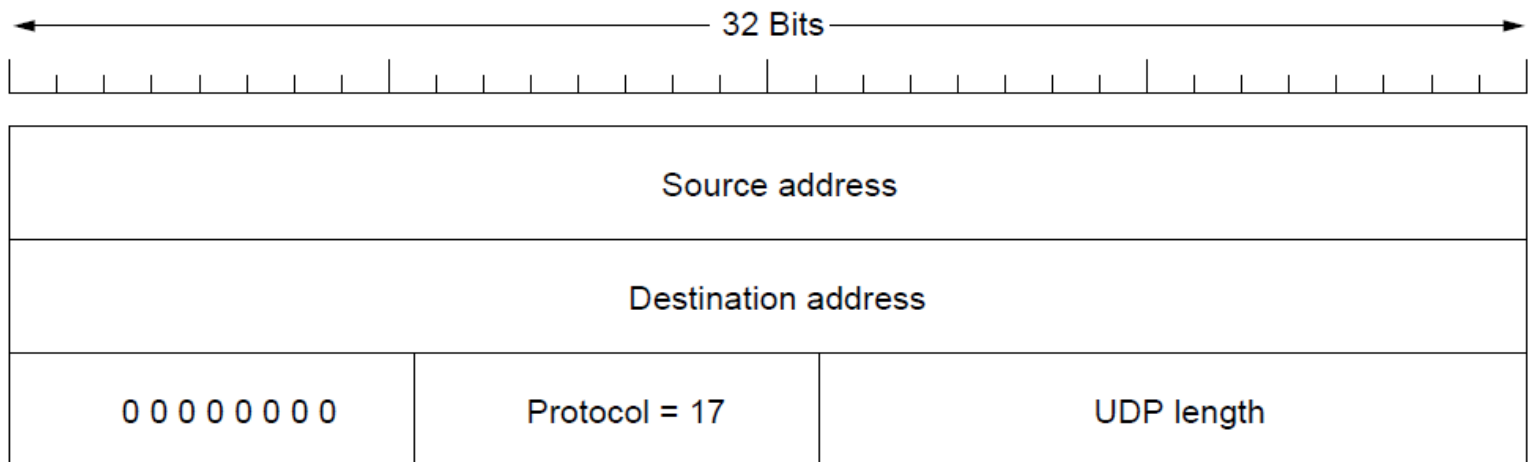 32 Bits
Source address
Destination address
0 0 0 0 0 0 0 0 Protocol = 17 UDP length